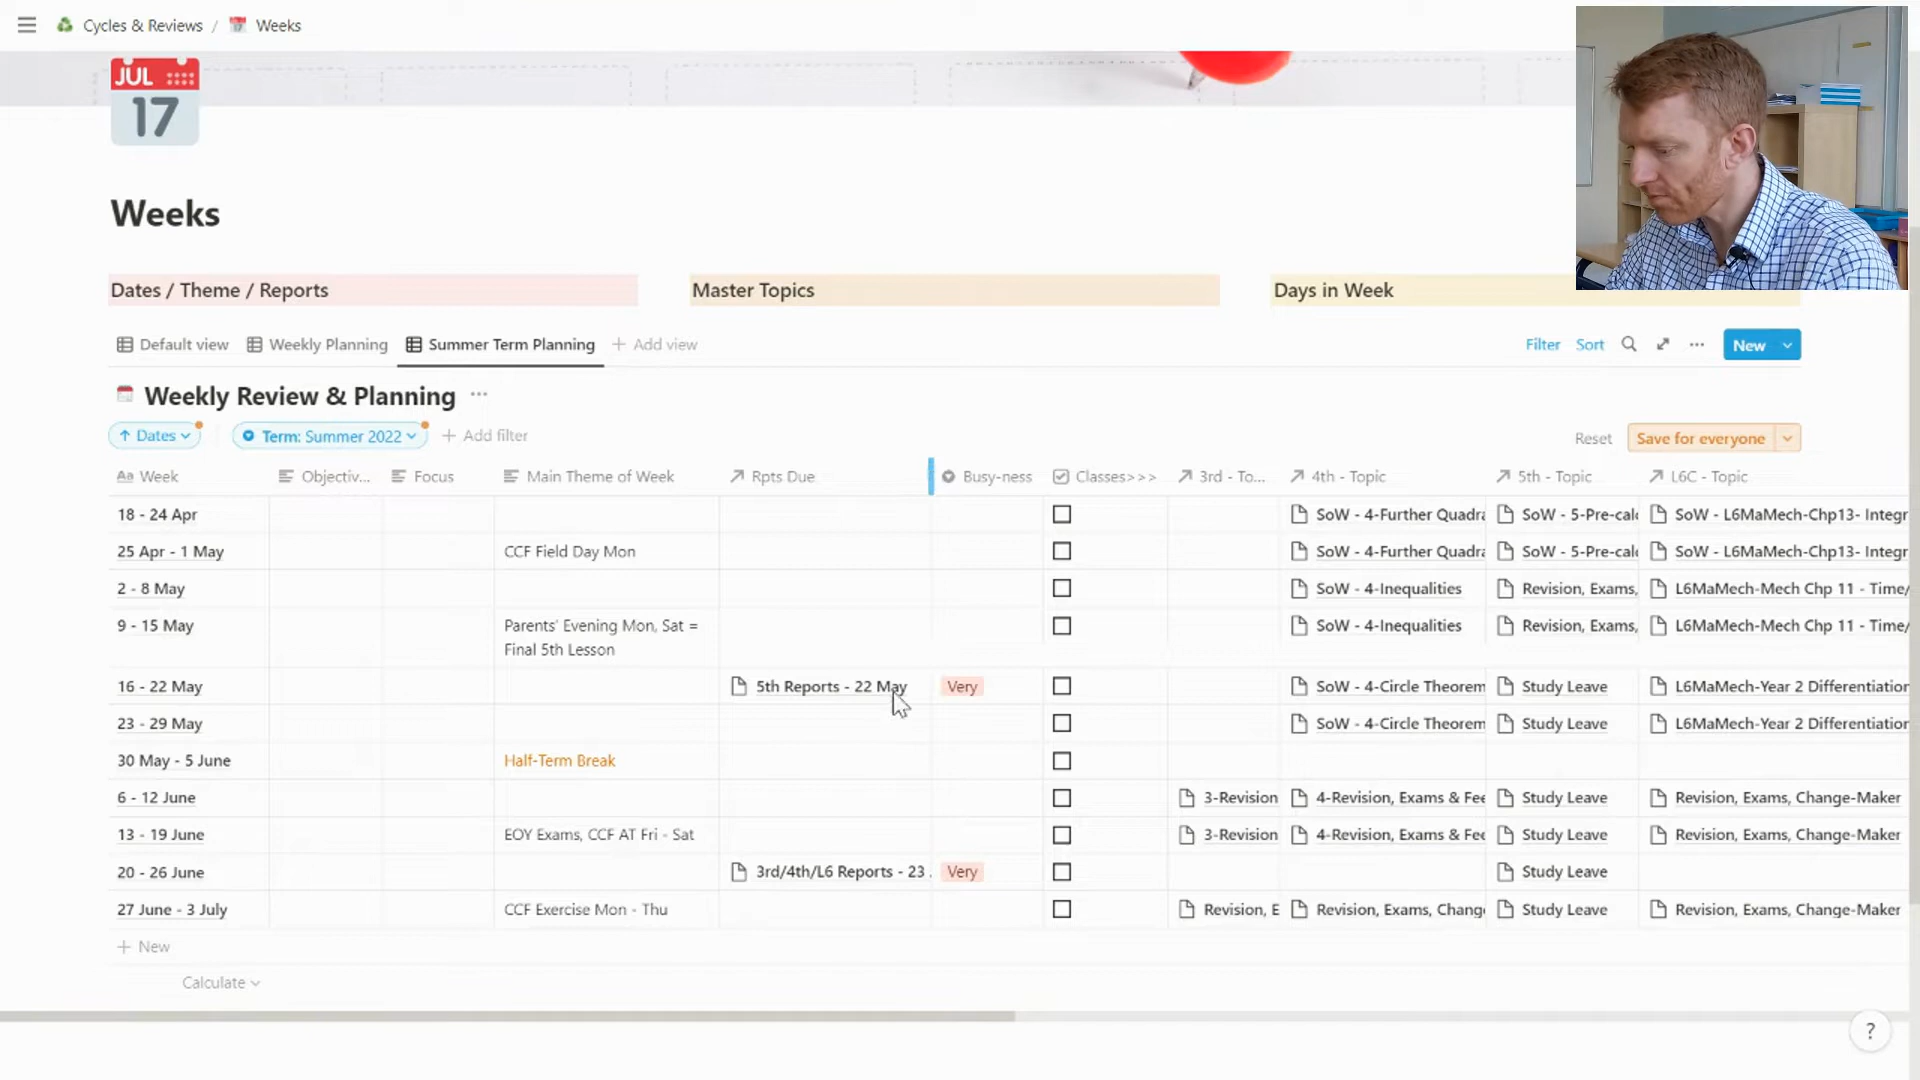 Cycles & Reviews / Weeks
JUL
17
Weeks
Dates / Theme / Reports Master Topics Days in Week
Default view Weekly Planning Summer Term Planning + Add view Filter Sort New
Weekly Review & Planning
Dates Term: Summer 2022 + Add filter Reset Save for everyone
Aa Week Objectiv... Focus Main Theme of Week Rpts Due Busy-ness Classes>>> 3rd - To... 4th - Topic 5th - Topic L6C - Topic
18 - 24 Apr SoW - 4-Further Quadra SoW - 5-Pre-calc SoW - L6MaMech-Chp13- Integr
25 Apr - 1 May CCF Field Day Mon SoW - 4-Further Quadra SoW - 5-Pre-calc SoW - L6MaMech-Chp13- Integr
2 - 8 May SoW - 4-Inequalities Revision, Exams, L6MaMech-Mech Chp 11 - Time/
9 - 15 May Parents' Evening Mon, Sat = SoW - 4-Inequalities Revision, Exams, L6MaMech-Mech Chp 11 - Time/
Final 5th Lesson
16 - 22 May 5th Reports - 22 May Very SoW - 4-Circle Theorem Study Leave L6MaMech-Year 2 Differentiation
23 - 29 May SoW - 4-Circle Theorem Study Leave L6MaMech-Year 2 Differentiation
30 May - 5 June Half-Term Break
6 - 12 June 3-Revision 4-Revision, Exams & Fee Study Leave Revision, Exams, Change-Maker
13 - 19 June EOY Exams, CCF AT Fri - Sat 3-Revision 4-Revision, Exams & Fee Study Leave Revision, Exams, Change-Maker
20 - 26 June 3rd/4th/L6 Reports - 23 . Very Study Leave
27 June - 3 July CCF Exercise Mon - Thu Revision, E Revision, Exams, Chang Study Leave Revision, Exams, Change-Maker
+ New
Calculate
?